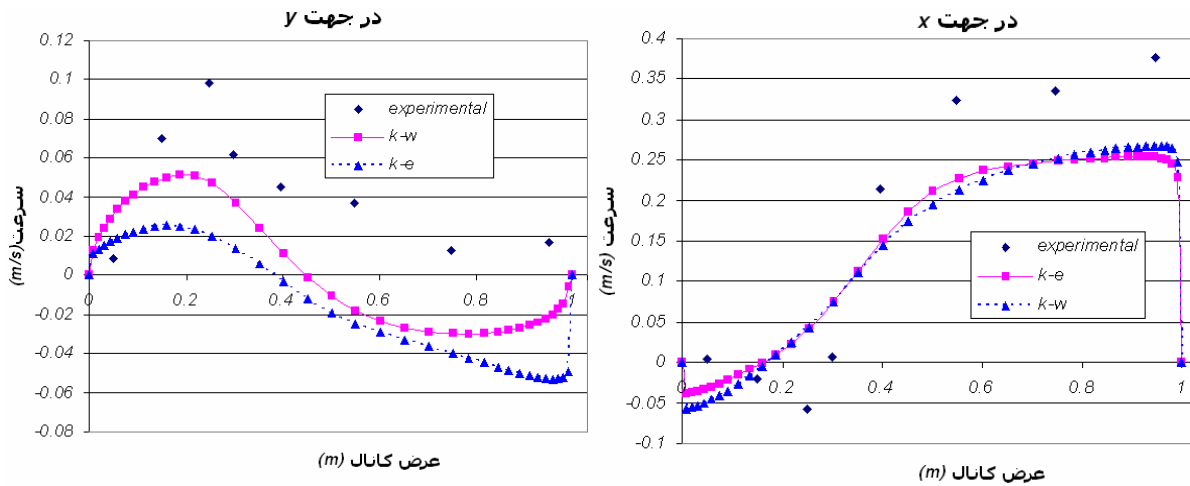 در جهت y
0.12
0.1
0.08
0.06
0.04
0.02
0
-0.02
-0.04
-0.06
-0.08
0 0.2 0.4 0.6 0.8 1
experimental
k-w
k-e
سرعت(m/s)
عرض کانال (m)
در جهت x
0.4
0.35
0.3
0.25
0.2
0.15
0.1
0.05
0
-0.05
-0.1
0 0.2 0.4 0.6 0.8 1
experimental
k-e
k-w
سرعت (m/s)
عرض کانال (m)